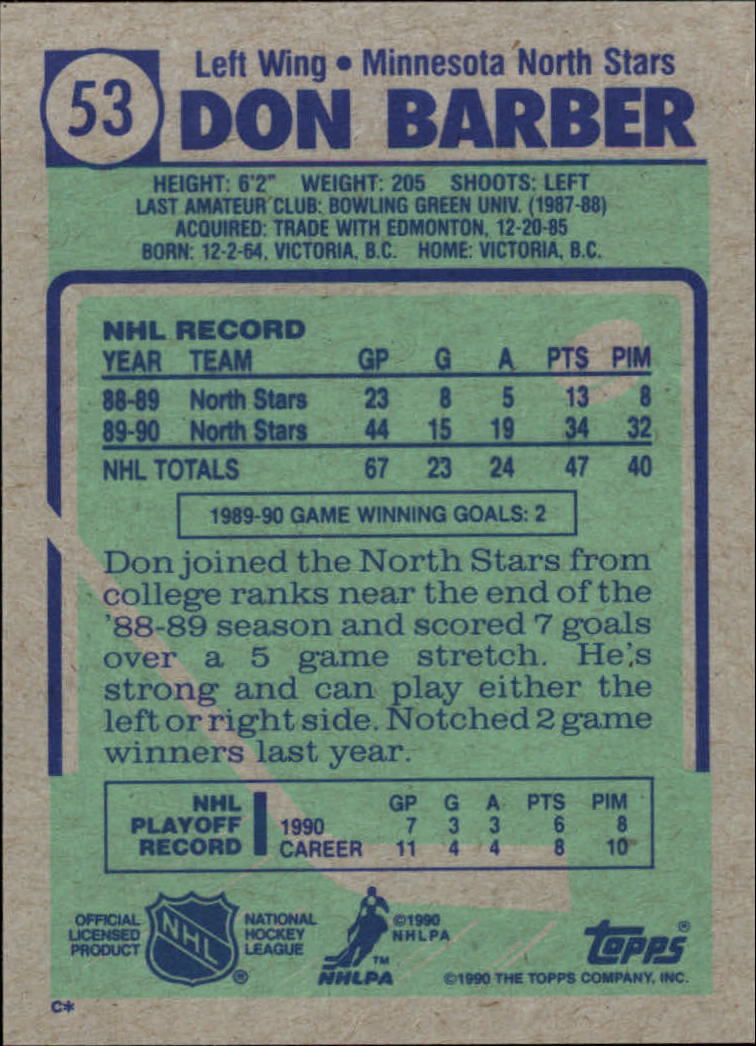 53
Left Wing • Minnesota North Stars
DON BARBER
HEIGHT: 6'2" WEIGHT: 205 SHOOTS: LEFT
LAST AMATEUR CLUB: BOWLING GREEN UNIV. (1987-88)
ACQUIRED: TRADE WITH EDMONTON, 12-20-85
BORN: 12-2-64, VICTORIA, B.C. HOME: VICTORIA, B.C.
NHL RECORD
YEAR TEAM GP G A PTS PIM
88-89 North Stars 23 8 5 13 8
89-90 North Stars 44 15 19 34 32
NHL TOTALS 67 23 24 47 40
1989-90 GAME WINNING GOALS: 2
Don joined the North Stars from
college ranks near the end of the
'88-89 season and scored 7 goals
over a 5 game stretch. He's
strong and can play either the
left or right side. Notched 2 game
winners last year.
NHL GP G A PTS PIM
PLAYOFF 1990 7 3 3 6 8
RECORD CAREER 11 4 4 8 10
OFFICIAL
LICENSED
PRODUCT
NHL
®
NATIONAL
HOCKEY
LEAGUE
©1990
NHLPA
TM
NHLPA
Topps®
©1990 THE TOPPS COMPANY, INC.
C*